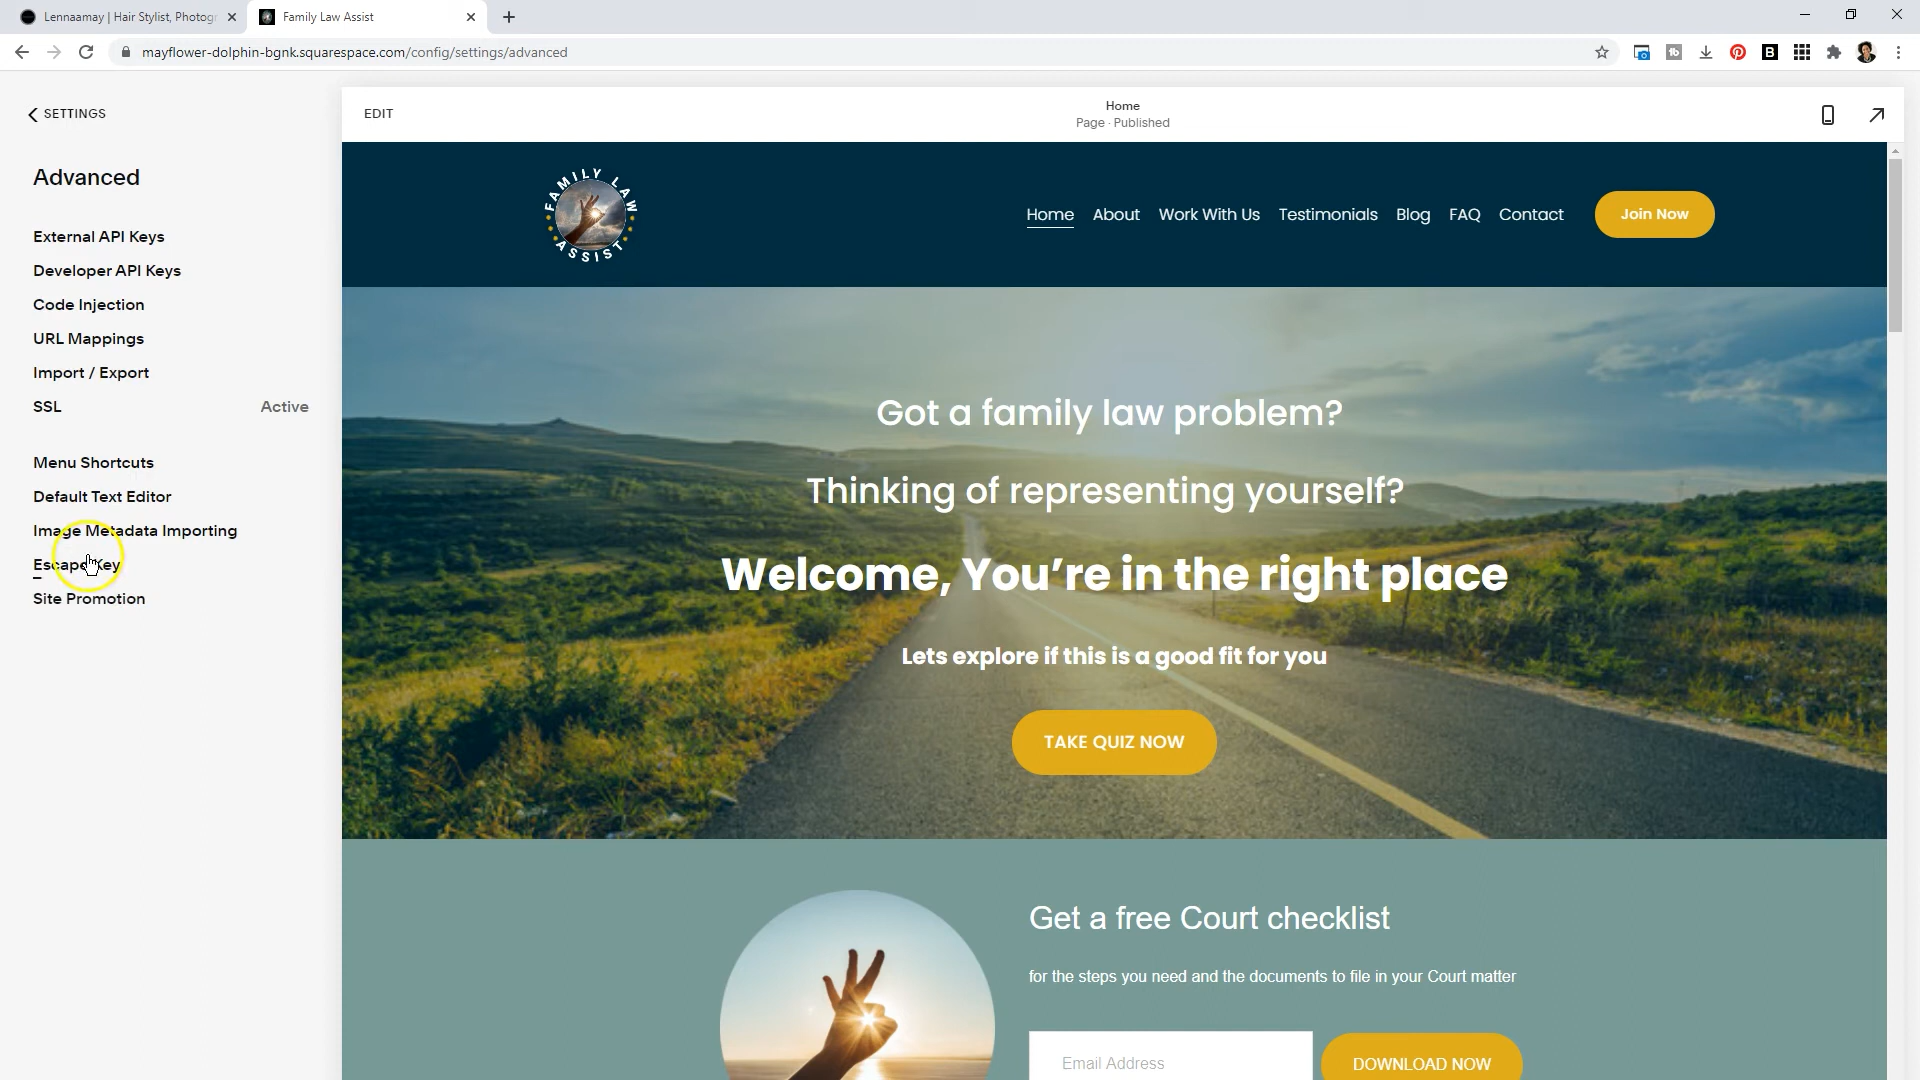 Lennaamay | Hair Stylist, Photogr
Family Law Assist
mayflower-dolphin-bgnk.squarespace.com/config/settings/advanced
SETTINGS
Advanced
External API Keys
Developer API Keys
Code Injection
URL Mappings
Import / Export
SSL Active
Menu Shortcuts
Default Text Editor
Image Metadata Importing
Escape Key
Site Promotion
EDIT
Home
Page · Published
FAMILY LAW
ASSIST
Home About Work With Us Testimonials Blog FAQ Contact Join Now
Got a family law problem?
Thinking of representing yourself?
Welcome, You’re in the right place
Lets explore if this is a good fit for you
TAKE QUIZ NOW
Get a free Court checklist
for the steps you need and the documents to file in your Court matter
Email Address
DOWNLOAD NOW